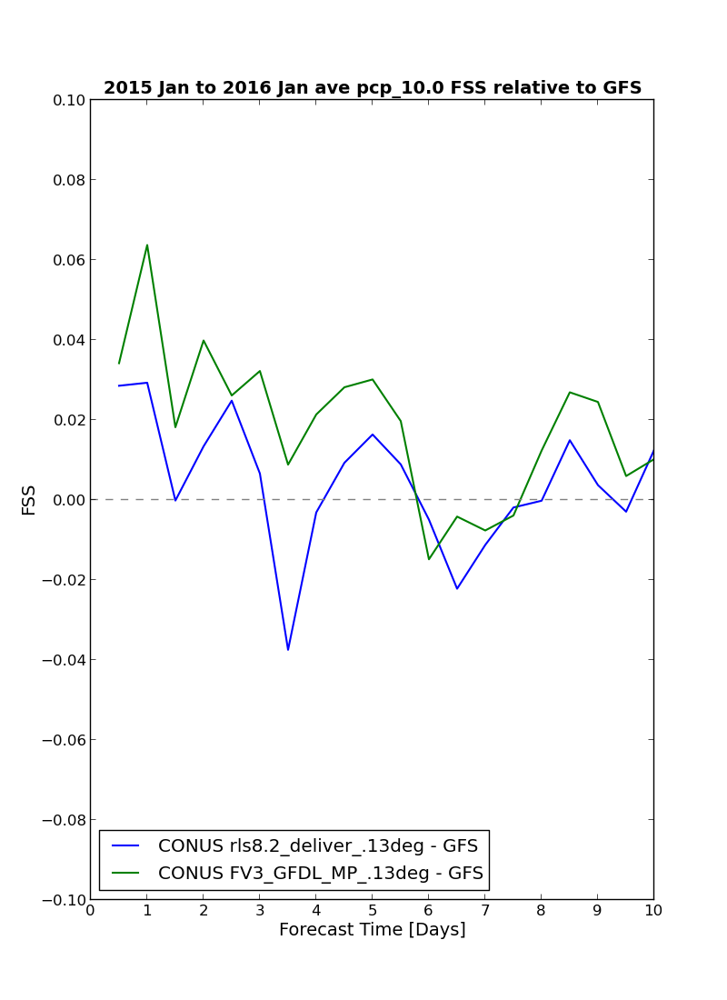 2015 Jan to 2016 Jan ave pcp_10.0 FSS relative to GFS
0.10
0.08
0.06
0.04
0.02
0.00
−0.02
−0.04
−0.06
−0.08
−0.10
FSS
CONUS rls8.2_deliver_.13deg - GFS
CONUS FV3_GFDL_MP_.13deg - GFS
0 1 2 3 4 5 6 7 8 9 10
Forecast Time [Days]